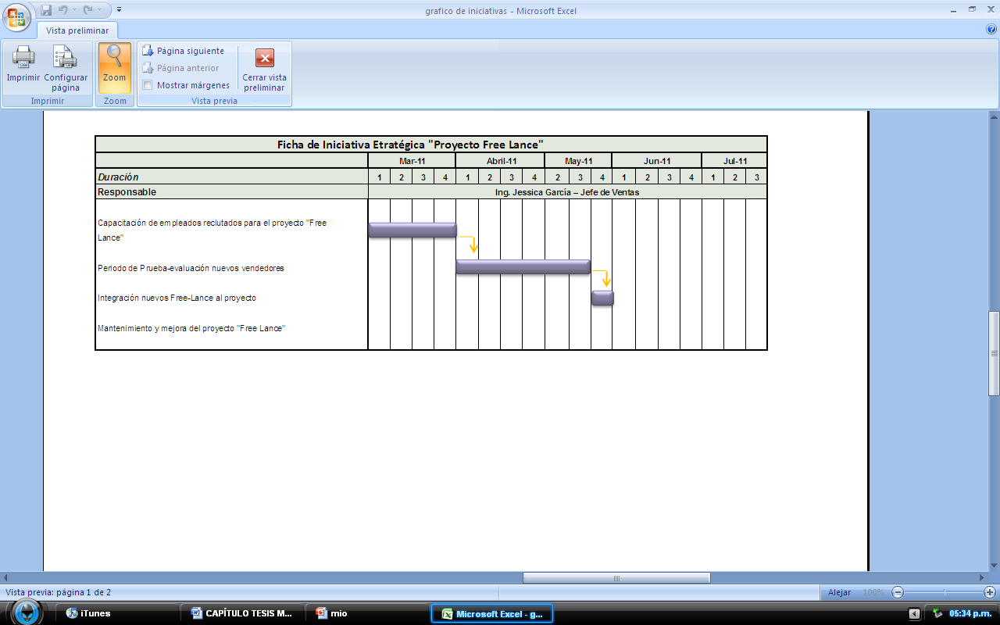 grafico de iniciativas - Microsoft Excel
Vista preliminar
Imprimir
Configurar página
Imprimir
Zoom
Zoom
Página siguiente
Página anterior
Mostrar márgenes
Cerrar vista preliminar
Vista previa
Ficha de Iniciativa Etratégica "Proyecto Free Lance"
Mar-11 Abril-11 May-11 Jun-11 Jul-11
Duración 1 2 3 4 1 2 3 4 2 3 4 1 2 3 4 1 2 3
Responsable Ing. Jessica García – Jefe de Ventas
Capacitación de empleados reclutados para el proyecto "Free
Lance"
Periodo de Prueba-evaluación nuevos vendedores
Integración nuevos Free-Lance al proyecto
Mantenimiento y mejora del proyecto "Free Lance"
Vista previa: página 1 de 2
Alejar 100%
iTunes
CAPÍTULO TESIS M...
mio
Microsoft Excel - g...
05:34 p.m.